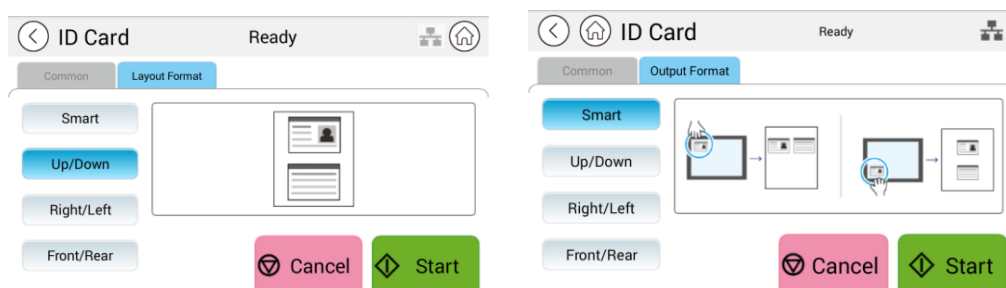 ID Card
Ready
Common
Layout Format
Smart
Up/Down
Right/Left
Front/Rear
Cancel
Start
ID Card
Ready
Common
Output Format
Smart
Up/Down
Right/Left
Front/Rear
Cancel
Start